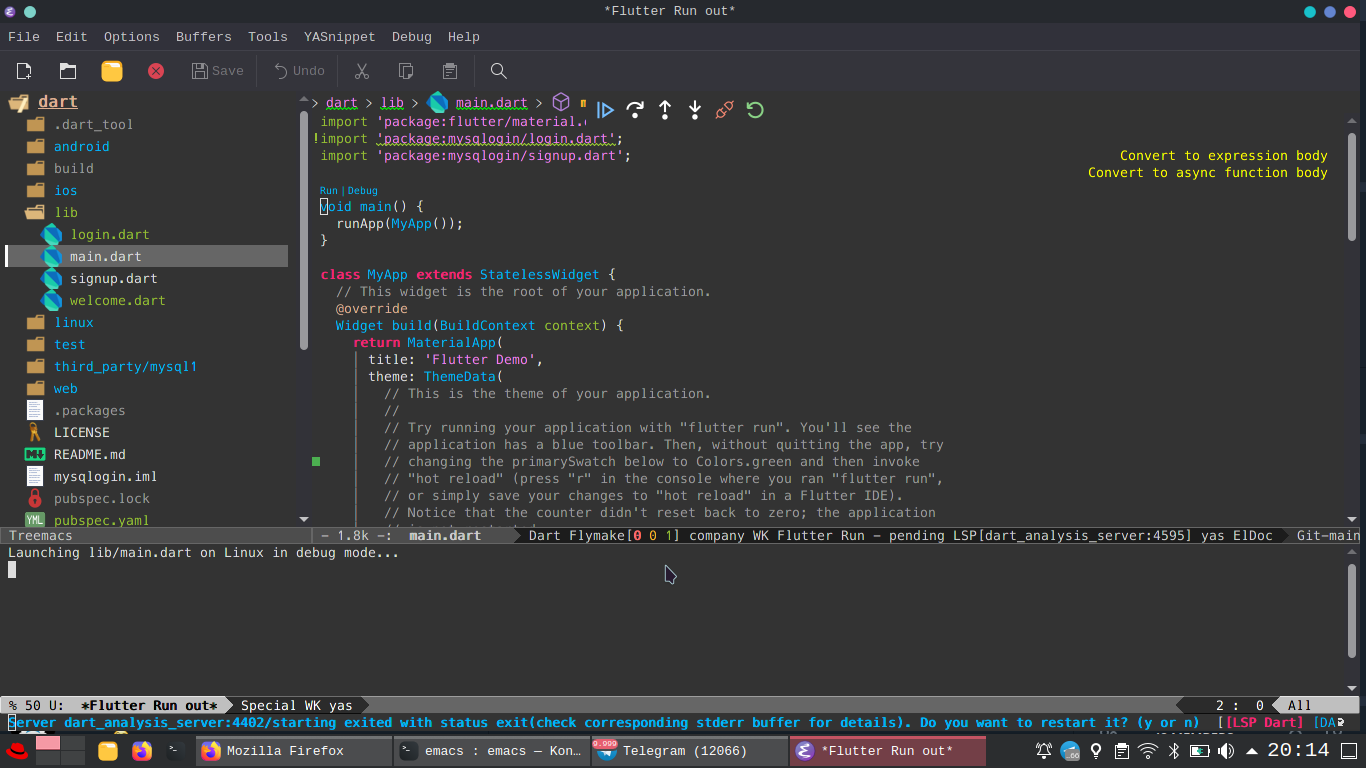 *Flutter Run out*
File Edit Options Buffers Tools YASnippet Debug Help
Save Undo
dart
.dart_tool
android
build
ios
lib
login.dart
main.dart
signup.dart
welcome.dart
linux
test
third_party/mysql1
web
.packages
LICENSE
README.md
mysqlogin.iml
pubspec.lock
YML pubspec.yaml
> dart > lib > main.dart >
import 'package:flutter/material.
!import 'package:mysqlogin/login.dart';
import 'package:mysqlogin/signup.dart';
Convert to expression body
Convert to async function body
Run | Debug
void main() {
runApp(MyApp());
}
class MyApp extends StatelessWidget {
// This widget is the root of your application.
@override
Widget build(BuildContext context) {
return MaterialApp(
title: 'Flutter Demo',
theme: ThemeData(
// This is the theme of your application.
//
// Try running your application with "flutter run". You'll see the
// application has a blue toolbar. Then, without quitting the app, try
// changing the primarySwatch below to Colors.green and then invoke
// "hot reload" (press "r" in the console where you ran "flutter run",
// or simply save your changes to "hot reload" in a Flutter IDE).
// Notice that the counter didn't reset back to zero; the application
Treemacs
- 1.8k -: main.dart Dart Flymake[0 0 1] company WK Flutter Run - pending LSP[dart_analysis_server:4595] yas ElDoc Git-main
Launching lib/main.dart on Linux in debug mode...
% 50 U: *Flutter Run out* Special WK yas 2 : 0 All
Server dart_analysis_server:4402/starting exited with status exit(check corresponding stderr buffer for details). Do you want to restart it? (y or n) [[LSP Dart] [DA
Mozilla Firefox
emacs : emacs — Kon...
9.999 Telegram (12066)
*Flutter Run out*
20:14